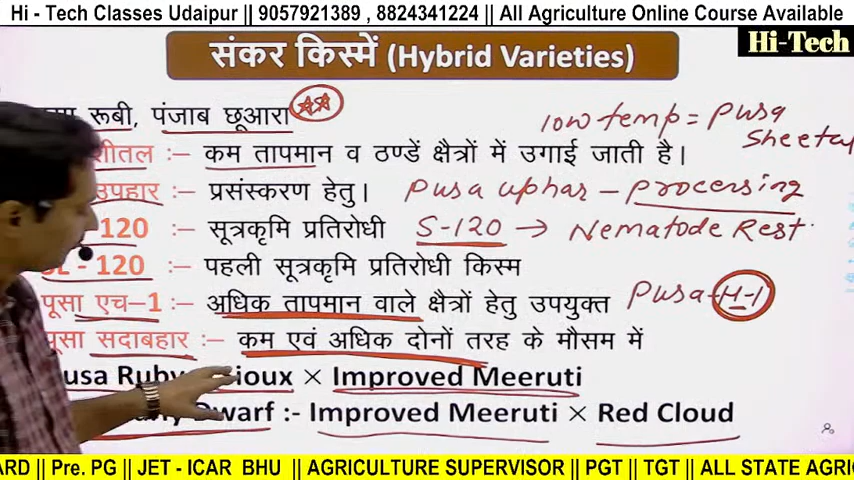 Hi - Tech Classes Udaipur || 9057921389 , 8824341224 || All Agriculture Online Course Available
Hi-Tech
संकर किस्में (Hybrid Varieties)
रूबी, पंजाब छूआरा
low temp = Pusa
Sheetal
शीतल :- कम तापमान व ठण्डें क्षैत्रों में उगाई जाती है।
उपहार :- प्रसंस्करण हेतु। Pusa uphar - processing
120 :- सूत्रकृमि प्रतिरोधी S-120 → Nematode Rest.
- 120 :- पहली सूत्रकृमि प्रतिरोधी किस्म
पूसा एच-1 :- अधिक तापमान वाले क्षैत्रों हेतु उपयुक्त Pusa-H-1
पूसा सदाबहार :- कम एवं अधिक दोनों तरह के मौसम में
Ruby × Improved Meeruti
Dwarf :- Improved Meeruti × Red Cloud
|| Pre. PG || JET - ICAR BHU || AGRICULTURE SUPERVISOR || PGT || TGT || ALL STATE